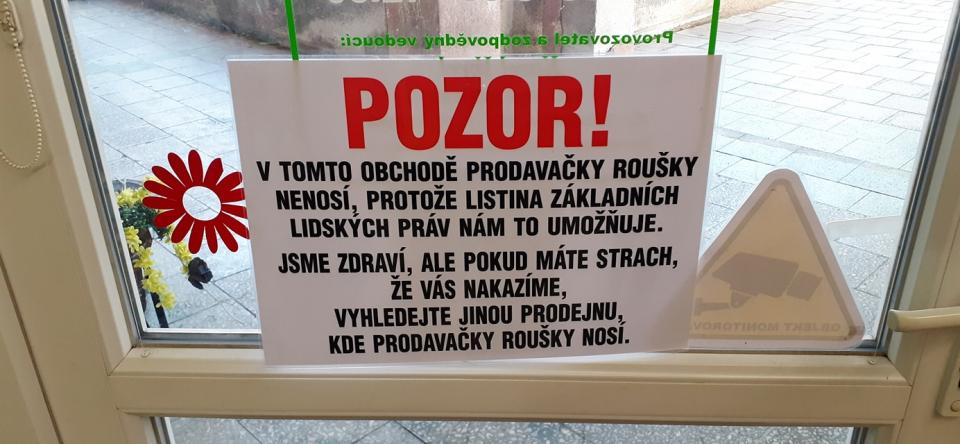 Provozovatel a zodpovědný vedoucí:
POZOR!
V TOMTO OBCHODĚ PRODAVAČKY ROUŠKY
NENOSÍ, PROTOŽE LISTINA ZÁKLADNÍCH
LIDSKÝCH PRÁV NÁM TO UMOŽŇUJE.
JSME ZDRAVÍ, ALE POKUD MÁTE STRACH,
ŽE VÁS NAKAZÍME,
VYHLEDEJTE JINOU PRODEJNU,
KDE PRODAVAČKY ROUŠKY NOSÍ.
OBJEKT